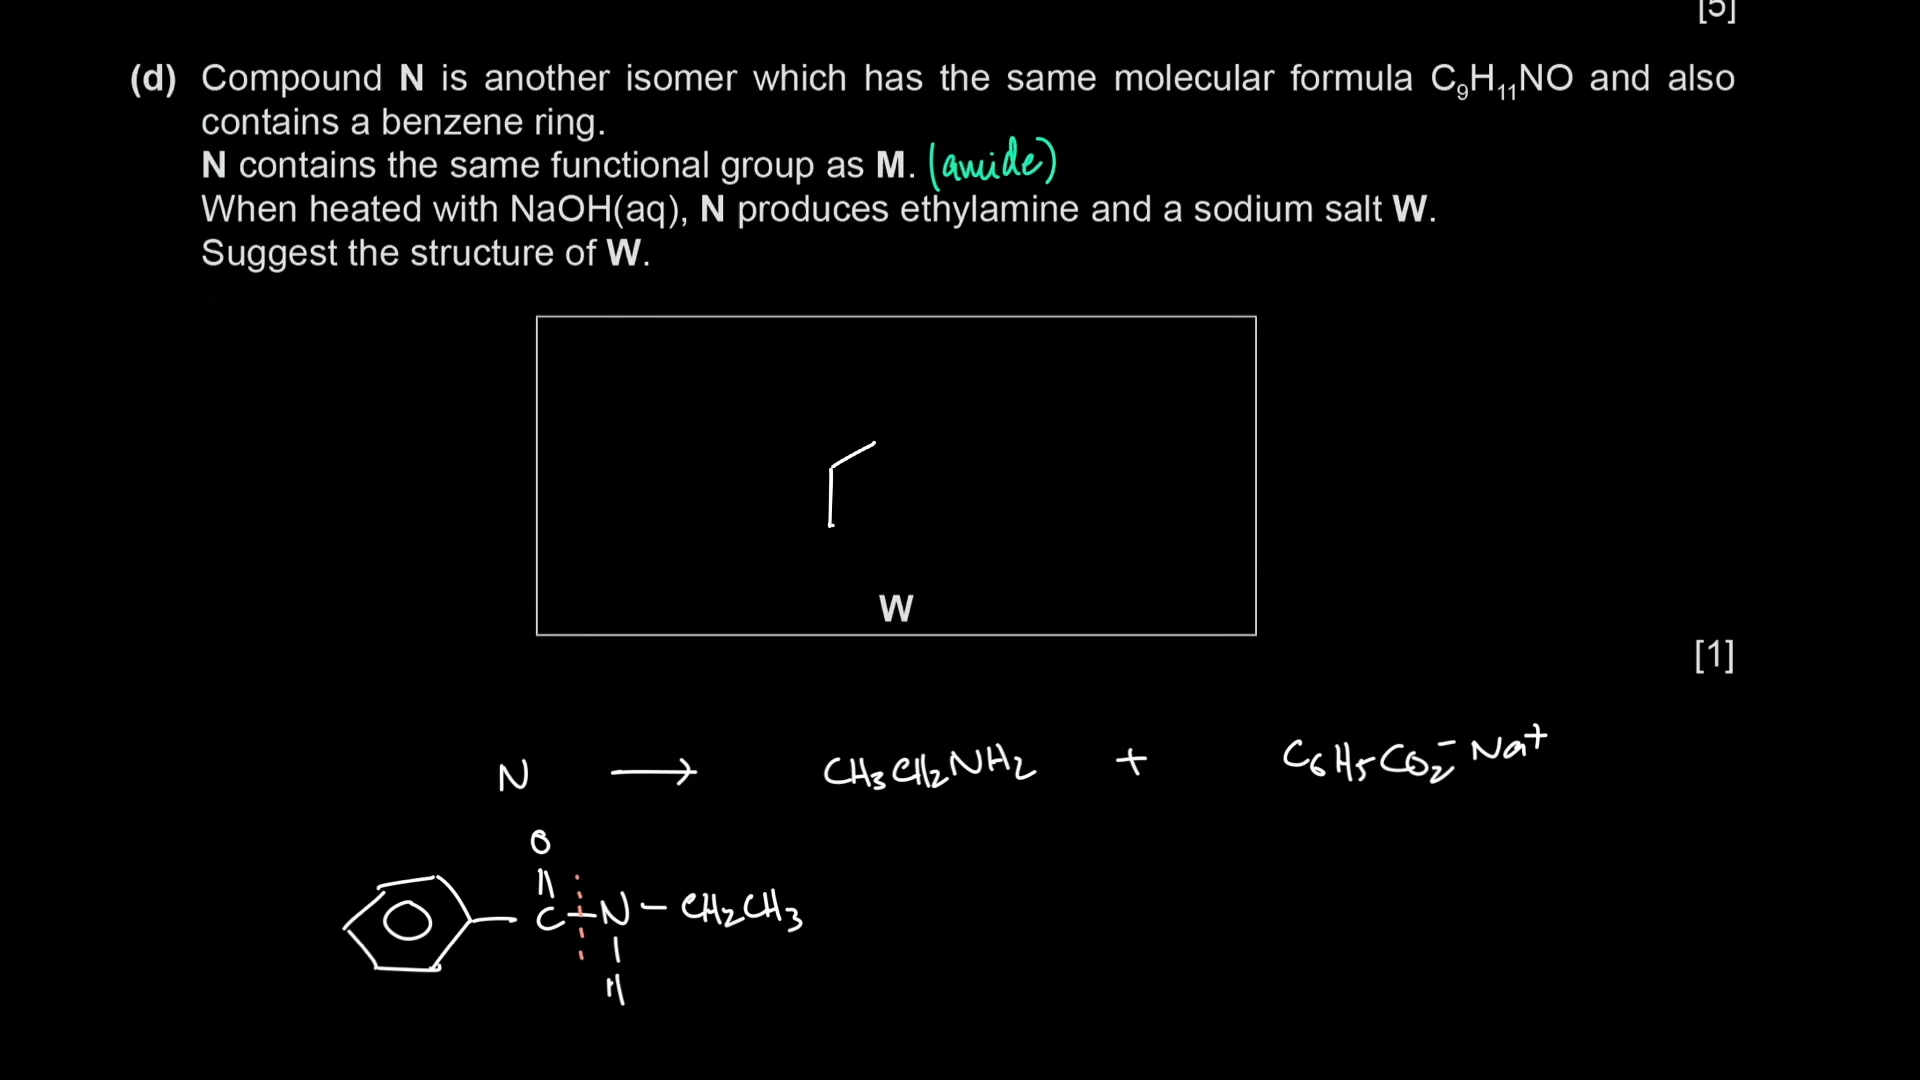 [5]
(d) Compound N is another isomer which has the same molecular formula C₉H₁₁NO and also
contains a benzene ring.
N contains the same functional group as M. (amide)
When heated with NaOH(aq), N produces ethylamine and a sodium salt W.
Suggest the structure of W.
W
[1]
N → CH₃CH₂NH₂ + C₆H₅CO₂⁻Na⁺
O
C-N-CH₂CH₃
H